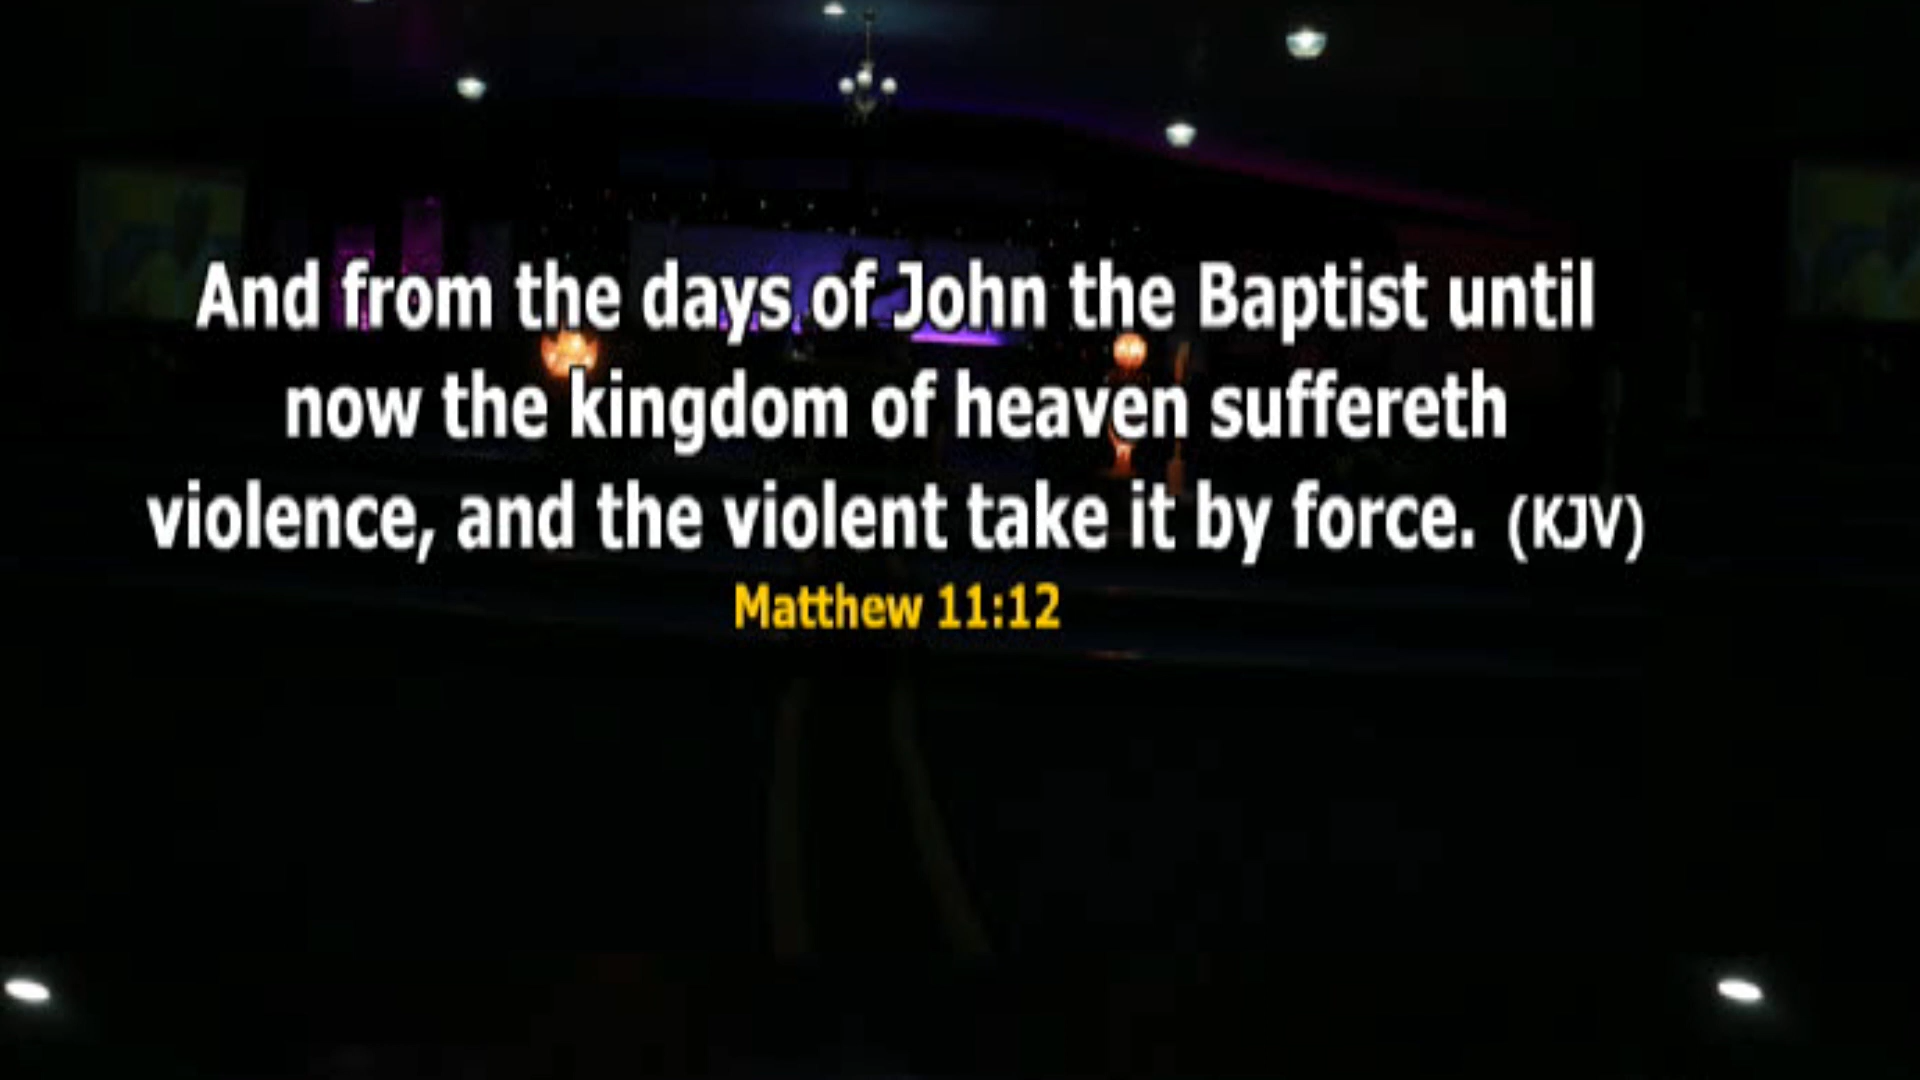 And from the days of John the Baptist until
now the kingdom of heaven suffereth
violence, and the violent take it by force. (KJV)
Matthew 11:12